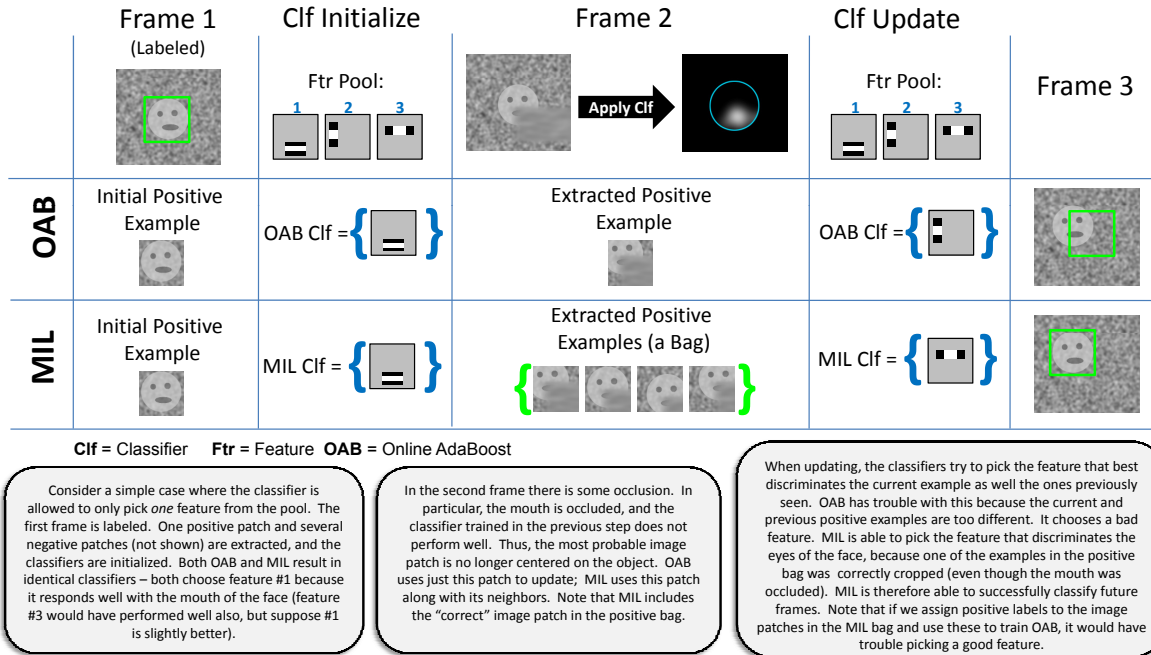 Frame 1
(Labeled)
Clf Initialize
Ftr Pool:
1 2 3
Frame 2
Apply Clf
Clf Update
Ftr Pool:
1 2 3
Frame 3
OAB
Initial Positive
Example
OAB Clf =
Extracted Positive
Example
OAB Clf =
MIL
Initial Positive
Example
MIL Clf =
Extracted Positive
Examples (a Bag)
MIL Clf =
Clf = Classifier Ftr = Feature OAB = Online AdaBoost
Consider a simple case where the classifier is
allowed to only pick one feature from the pool. The
first frame is labeled. One positive patch and several
negative patches (not shown) are extracted, and the
classifiers are initialized. Both OAB and MIL result in
identical classifiers – both choose feature #1 because
it responds well with the mouth of the face (feature
#3 would have performed well also, but suppose #1
is slightly better).
In the second frame there is some occlusion. In
particular, the mouth is occluded, and the
classifier trained in the previous step does not
perform well. Thus, the most probable image
patch is no longer centered on the object. OAB
uses just this patch to update; MIL uses this patch
along with its neighbors. Note that MIL includes
the “correct” image patch in the positive bag.
When updating, the classifiers try to pick the feature that best
discriminates the current example as well the ones previously
seen. OAB has trouble with this because the current and
previous positive examples are too different. It chooses a bad
feature. MIL is able to pick the feature that discriminates the
eyes of the face, because one of the examples in the positive
bag was correctly cropped (even though the mouth was
occluded). MIL is therefore able to successfully classify future
frames. Note that if we assign positive labels to the image
patches in the MIL bag and use these to train OAB, it would have
trouble picking a good feature.